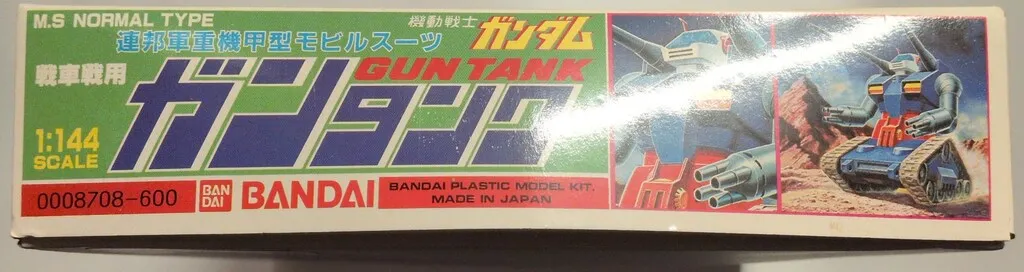 M.S NORMAL TYPE
機動戦士 ガンダム
連邦軍重機甲型モビルスーツ
戦車戦用
GUN TANK
ガンタンク
1:144
SCALE
0008708-600
BAN
DAI
BANDAI
BANDAI PLASTIC MODEL KIT.
MADE IN JAPAN